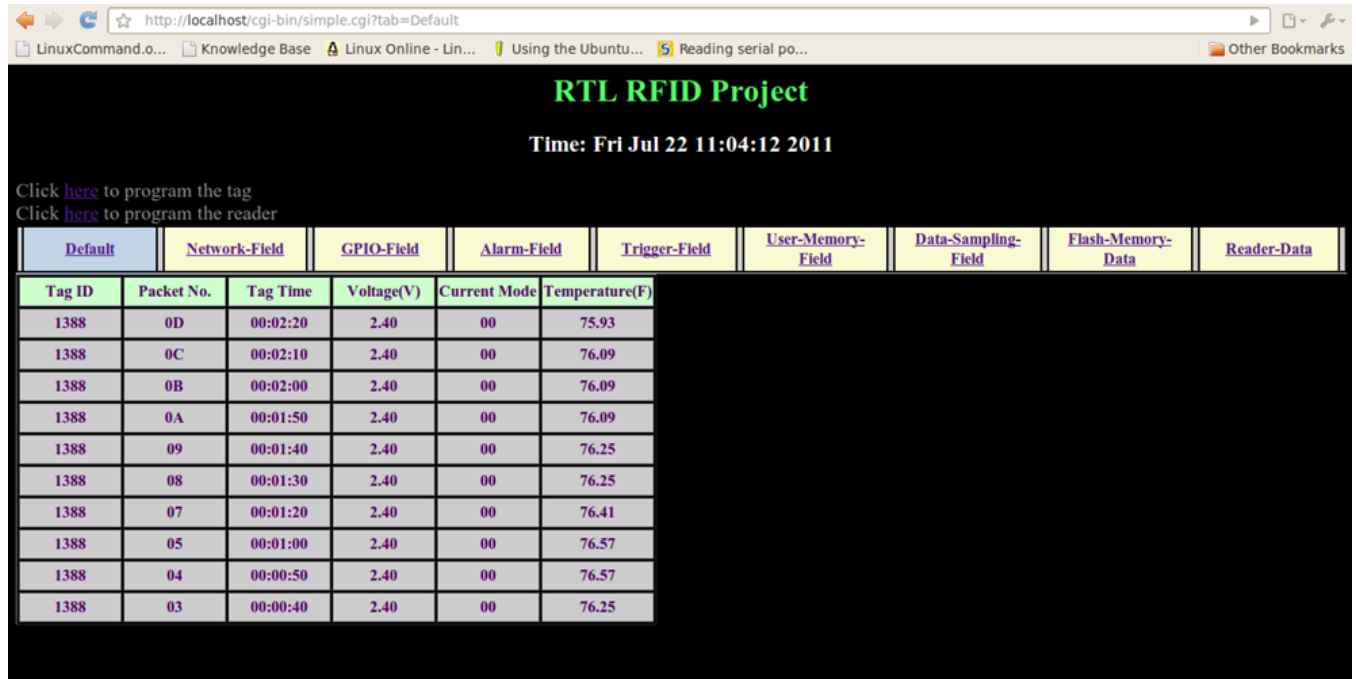 http://localhost/cgi-bin/simple.cgi?tab=Default
LinuxCommand.o... Knowledge Base Linux Online - Lin... Using the Ubuntu... Reading serial po... Other Bookmarks
RTL RFID Project
Time: Fri Jul 22 11:04:12 2011
Click here to program the tag
Click here to program the reader
Default Network-Field GPIO-Field Alarm-Field Trigger-Field User-Memory-Field Data-Sampling-Field Flash-Memory-Data Reader-Data
Tag ID Packet No. Tag Time Voltage(V) Current Mode Temperature(F)
1388 0D 00:02:20 2.40 00 75.93
1388 0C 00:02:10 2.40 00 76.09
1388 0B 00:02:00 2.40 00 76.09
1388 0A 00:01:50 2.40 00 76.09
1388 09 00:01:40 2.40 00 76.25
1388 08 00:01:30 2.40 00 76.25
1388 07 00:01:20 2.40 00 76.41
1388 05 00:01:00 2.40 00 76.57
1388 04 00:00:50 2.40 00 76.57
1388 03 00:00:40 2.40 00 76.25